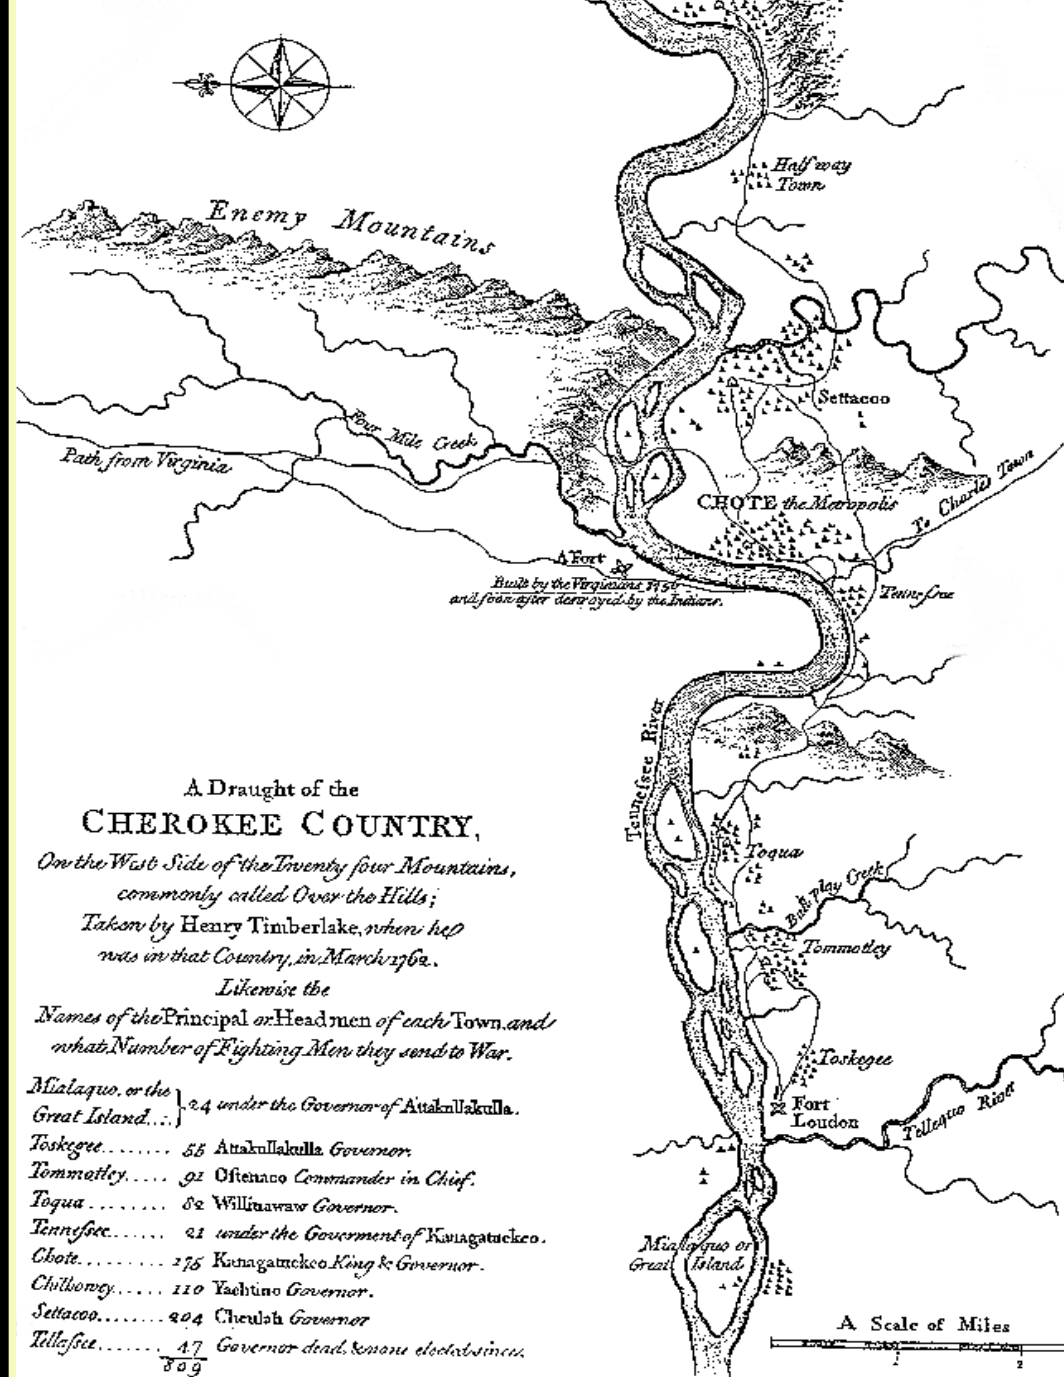 Half way
Town
Enemy Mountains
Settacoo
Four Mile Creek
Path from Virginia
CHOTE the Metropolis
To Charles Town
A Fort
Built by the Virginians 1756
and soon after destroyed by the Indians.
Tennessee
Tennessee River
A Draught of the
CHEROKEE COUNTRY,
On the West Side of the Twenty four Mountains,
commonly called Over the Hills;
Taken by Henry Timberlake, when he
was in that Country, in March 1762.
Likewise the
Names of the Principal or Headmen of each Town, and
what Number of Fighting Men they send to War.
Toqua
Ball-play Creek
Tommotley
Toskegee
Fort
Loudon
Tellequo River
Mialaquo, or the
Great Island....} 24 under the Governor of Attakullakulla.
Toskegee........ 55 Attakullakulla Governor.
Tommotley..... 91 Ostenaco Commander in Chief.
Toqua........ 82 Willinawaw Governor.
Tennessee....... 21 under the Goverment of Kanagatuckco.
Chote.......... 175 Kanagatuckco King & Governor.
Chilhowey...... 110 Yachtino Governor.
Settacoo........ 204 Cheulah Governor
Tellassee....... 47 Governor dead, & none elected since.
809
Mialaquo or
Great Island
A Scale of Miles
1
2